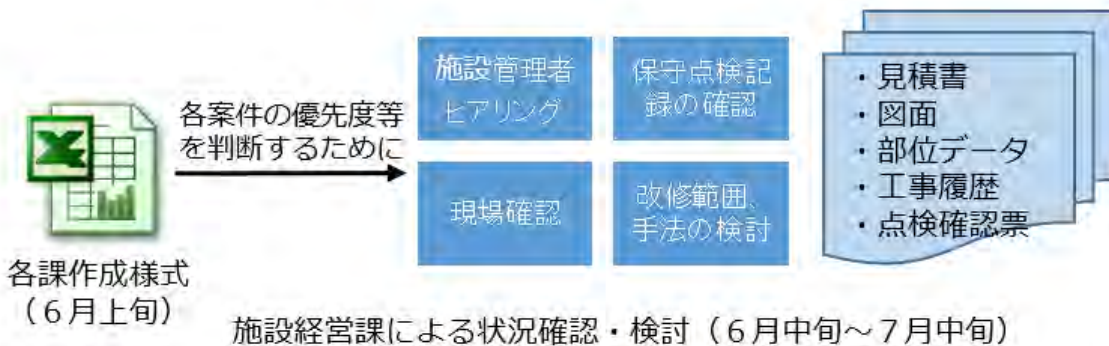 各課作成様式
（６月上旬）
各案件の優先度等
を判断するために
施設管理者
ヒアリング
保守点検記
録の確認
現場確認
改修範囲、
手法の検討
・見積書
・図面
・部位データ
・工事履歴
・点検確認票
施設経営課による状況確認・検討（６月中旬～７月中旬）